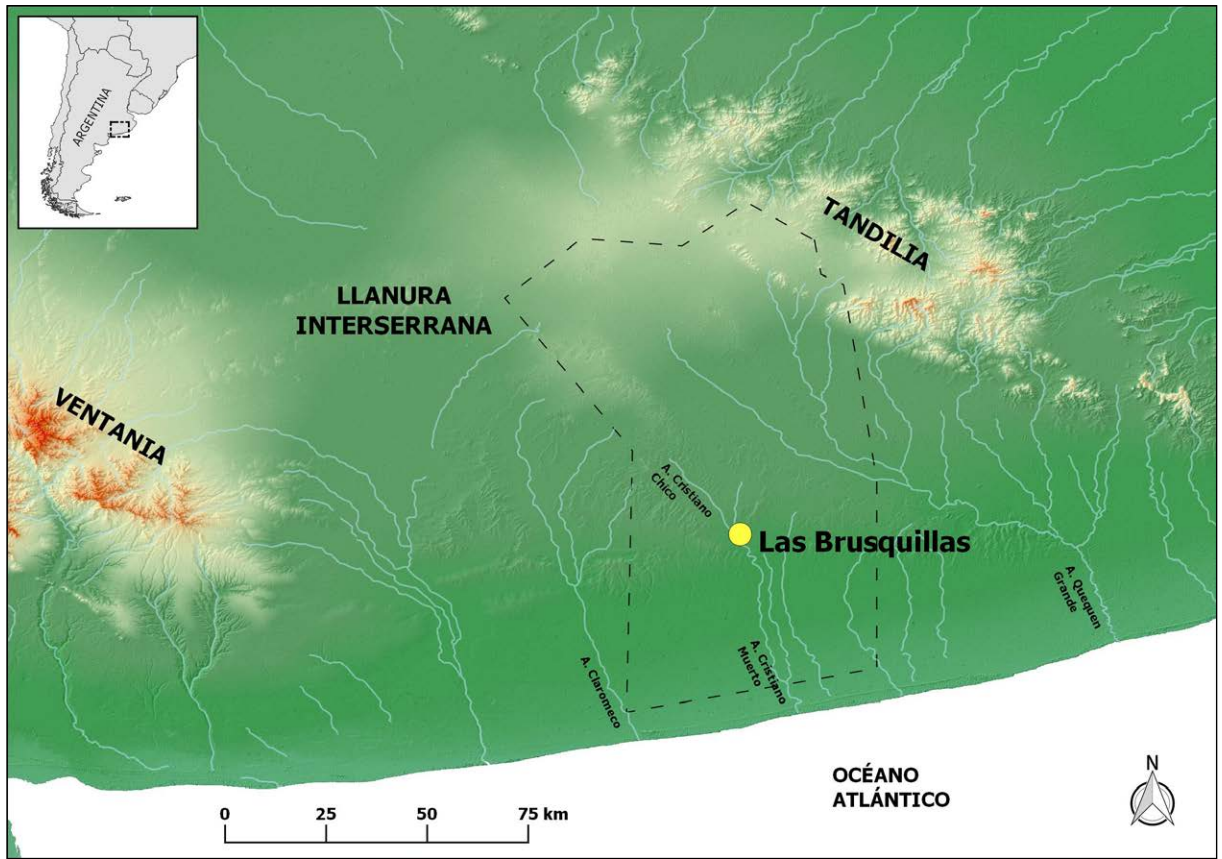 ARGENTINA
TANDILIA
LLANURA
INTERSERRANA
VENTANIA
A. Cristiano
Chico
Las Brusquillas
A. Quequen
Grande
A. Claromeco
A. Cristiano
Muerto
OCÉANO
ATLÁNTICO
N
0 25 50 75 km